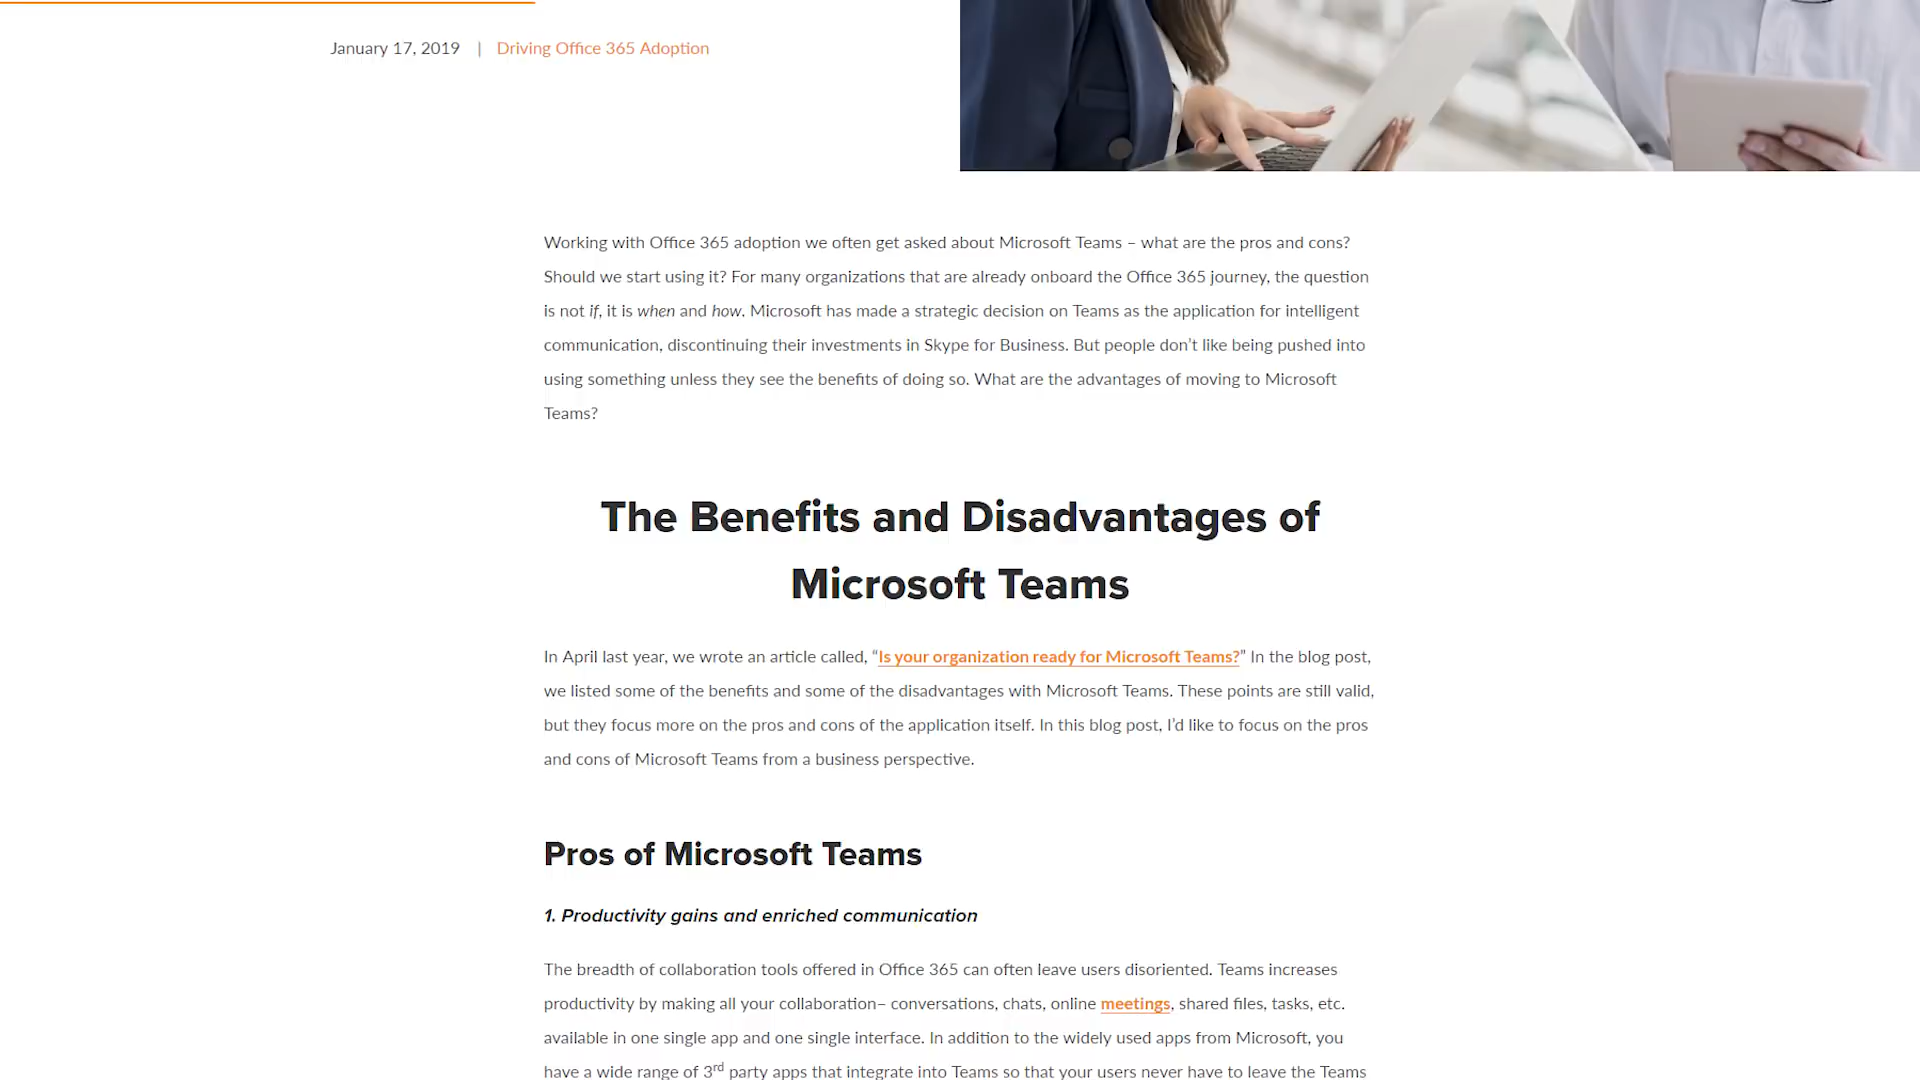 January 17, 2019 | Driving Office 365 Adoption
Working with Office 365 adoption we often get asked about Microsoft Teams – what are the pros and cons?
Should we start using it? For many organizations that are already onboard the Office 365 journey, the question
is not if, it is when and how. Microsoft has made a strategic decision on Teams as the application for intelligent
communication, discontinuing their investments in Skype for Business. But people don’t like being pushed into
using something unless they see the benefits of doing so. What are the advantages of moving to Microsoft
Teams?
The Benefits and Disadvantages of
Microsoft Teams
In April last year, we wrote an article called, “Is your organization ready for Microsoft Teams?” In the blog post,
we listed some of the benefits and some of the disadvantages with Microsoft Teams. These points are still valid,
but they focus more on the pros and cons of the application itself. In this blog post, I’d like to focus on the pros
and cons of Microsoft Teams from a business perspective.
Pros of Microsoft Teams
1. Productivity gains and enriched communication
The breadth of collaboration tools offered in Office 365 can often leave users disoriented. Teams increases
productivity by making all your collaboration– conversations, chats, online meetings, shared files, tasks, etc.
available in one single app and one single interface. In addition to the widely used apps from Microsoft, you
have a wide range of 3rd party apps that integrate into Teams so that your users never have to leave the Teams